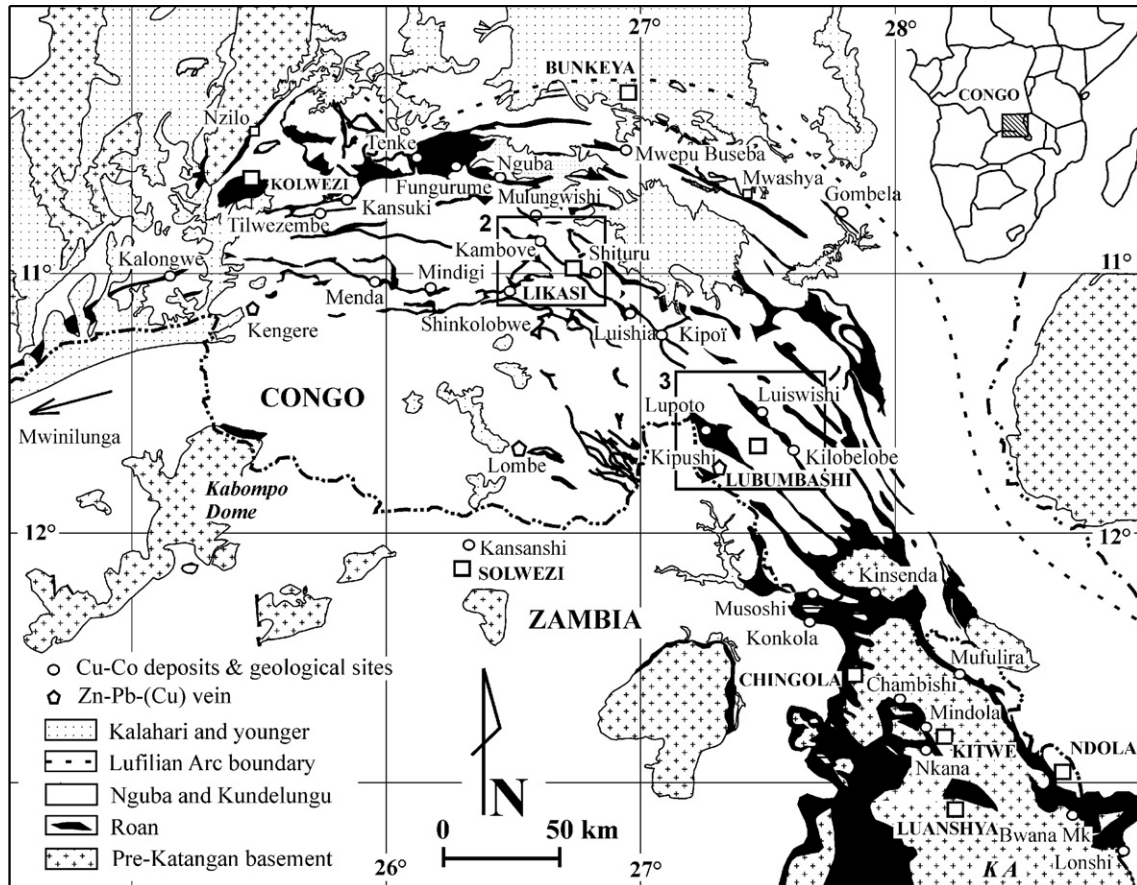 27°
28°
BUNKEYA
CONGO
Nzilo
Tenke
Nguba
Mwepu Buseba
Mwashya
KOLWEZI
Fungurume
Gombela
Kansuki
Mufungwishi
Tilwezembe
2
Kambove
Shituru
Kalongwe
11°
11°
Mindigi
Menda
LIKASI
Kengere
Shinkolobwe
Luishia
Kipoï
3
CONGO
Luiswishi
Lupoto
Mwinilunga
Kipushi
Kilobelobe
Lombe
LUBUMBASHI
Kabompo
Dome
12°
12°
Kansanshi
SOLWEZI
Kinsenda
ZAMBIA
Musoshi
Konkola
Mufulira
CHINGOLA
Chambishi
Mindola
NDOLA
KITWE
Nkana
LUANSHYA
Bwana Mk.
Lonshi
K A
Cu-Co deposits & geological sites
Zn-Pb-(Cu) vein
Kalahari and younger
Lufilian Arc boundary
Nguba and Kundelungu
Roan
Pre-Katangan basement
N
0 50 km
26°
27°
28°